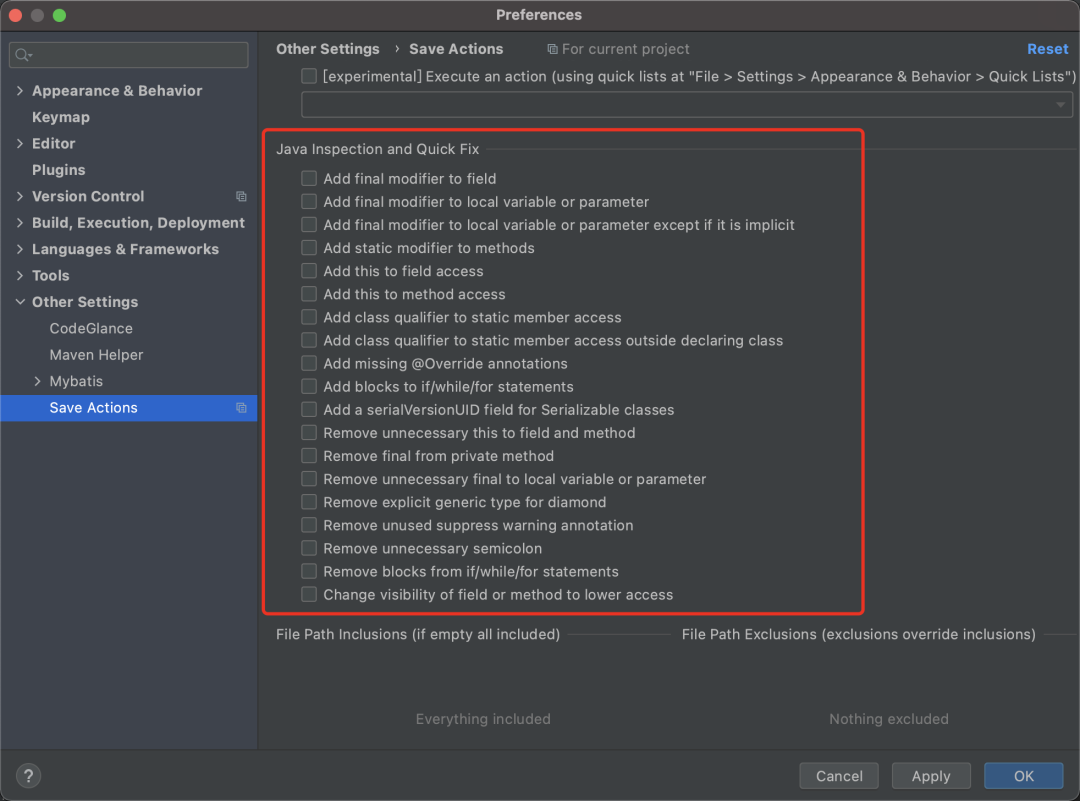 Preferences
Other Settings › Save Actions For current project Reset
[experimental] Execute an action (using quick lists at "File > Settings > Appearance & Behavior > Quick Lists")
Appearance & Behavior
Keymap
Editor
Plugins
Version Control
Build, Execution, Deployment
Languages & Frameworks
Tools
Other Settings
CodeGlance
Maven Helper
Mybatis
Save Actions
Java Inspection and Quick Fix
Add final modifier to field
Add final modifier to local variable or parameter
Add final modifier to local variable or parameter except if it is implicit
Add static modifier to methods
Add this to field access
Add this to method access
Add class qualifier to static member access
Add class qualifier to static member access outside declaring class
Add missing @Override annotations
Add blocks to if/while/for statements
Add a serialVersionUID field for Serializable classes
Remove unnecessary this to field and method
Remove final from private method
Remove unnecessary final to local variable or parameter
Remove explicit generic type for diamond
Remove unused suppress warning annotation
Remove unnecessary semicolon
Remove blocks from if/while/for statements
Change visibility of field or method to lower access
File Path Inclusions (if empty all included)
File Path Exclusions (exclusions override inclusions)
Everything included
Nothing excluded
?
Cancel
Apply
OK